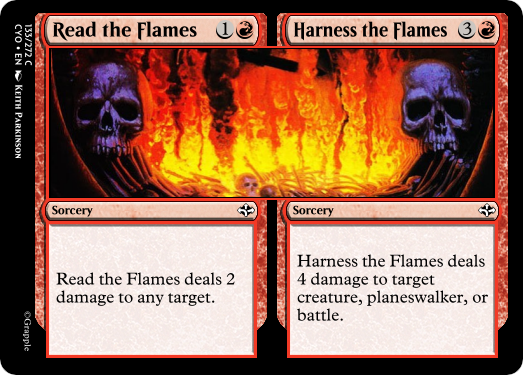 Read the Flames 1
Sorcery
Read the Flames deals 2
damage to any target.
Harness the Flames 3
Sorcery
Harness the Flames deals
4 damage to target
creature, planeswalker, or
battle.
133/272 C
CYO • EN Keith Parkinson
©Grapple